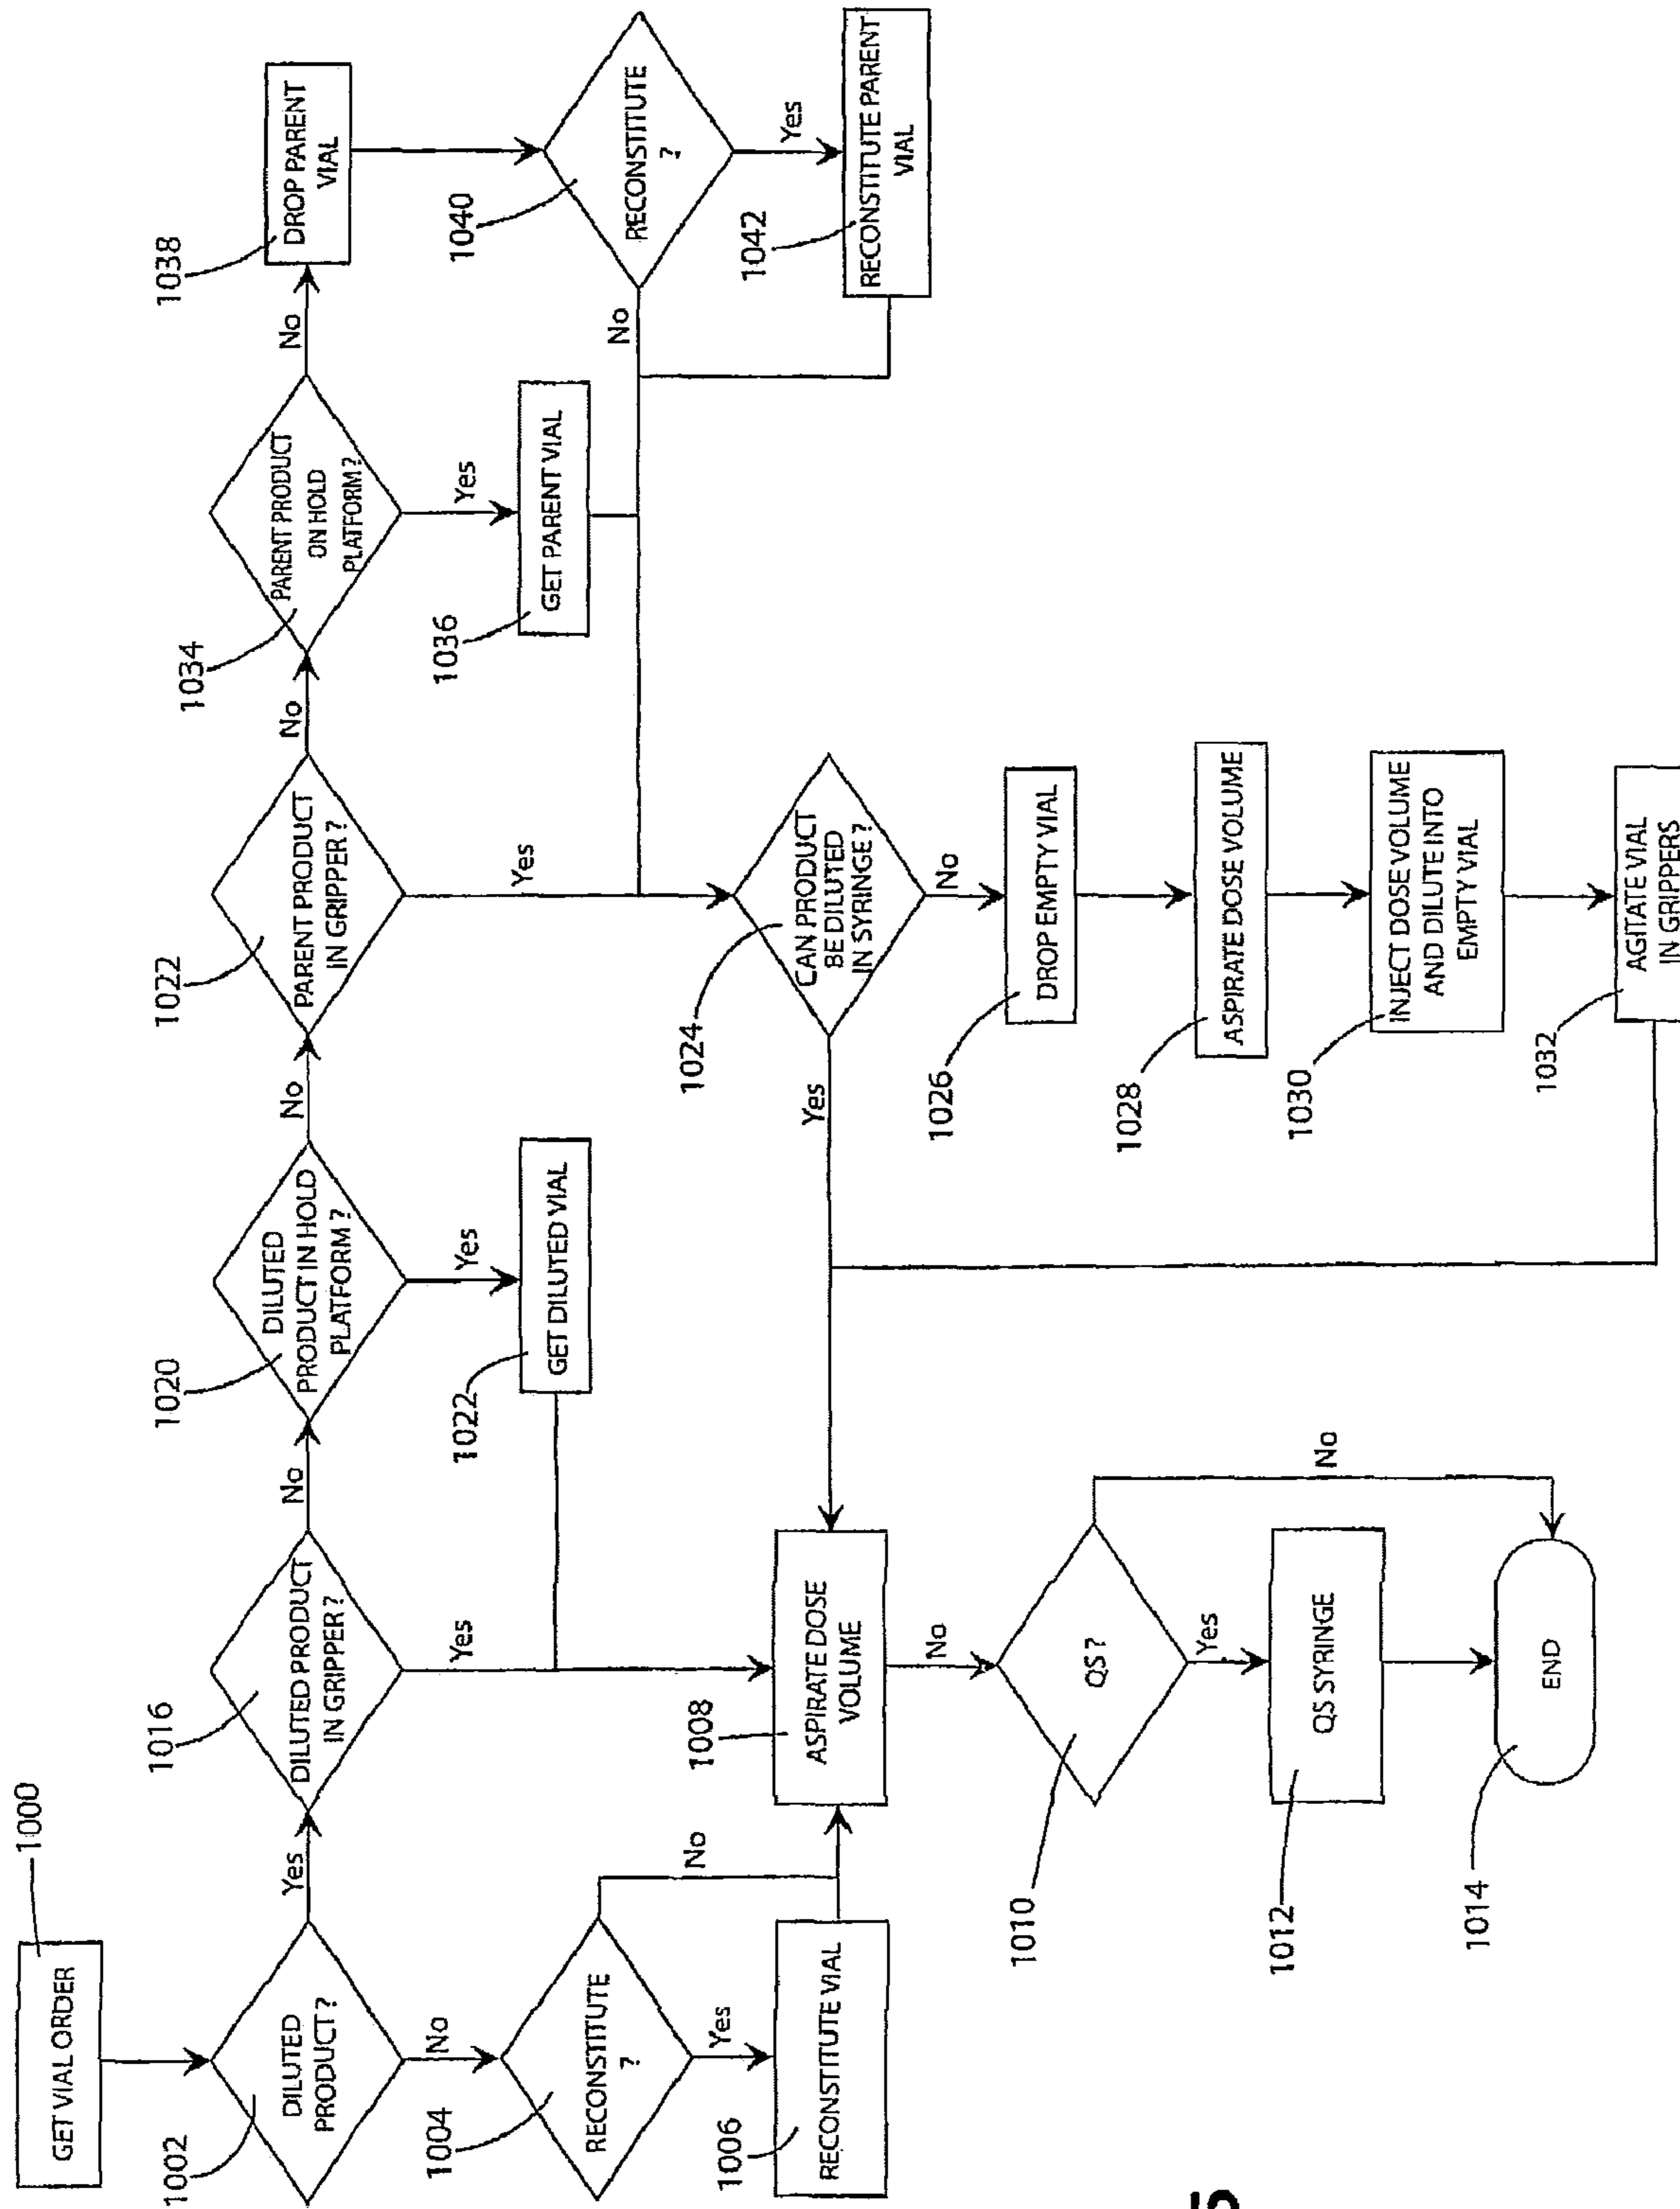 1000
GET VIAL ORDER
1002
DILUTED
PRODUCT?
Yes
No
1004
RECONSTITUTE
?
No
Yes
1006
RECONSTITUTE VIAL
1016
DILUTED PRODUCT
IN GRIPPER?
No
Yes
1020
DILUTED
PRODUCT IN HOLD
PLATFORM?
No
Yes
1022
GET DILUTED VIAL
1022
PARENT PRODUCT
IN GRIPPER?
No
Yes
1034
PARENT PRODUCT
ON HOLD
PLATFORM?
No
Yes
1036
GET PARENT VIAL
1038
DROP PARENT
VIAL
1040
RECONSTITUTE
?
No
Yes
1042
RECONSTITUTE PARENT
VIAL
1024
CAN PRODUCT
BE DILUTED
IN SYRINGE?
Yes
No
1026
DROP EMPTY VIAL
1028
ASPIRATE DOSE VOLUME
1030
INJECT DOSE VOLUME
AND DILUTE INTO
EMPTY VIAL
1032
AGITATE VIAL
IN GRIPPERS
1008
ASPIRATE DOSE
VOLUME
No
1010
QS?
No
Yes
1012
QS SYRINGE
1014
END